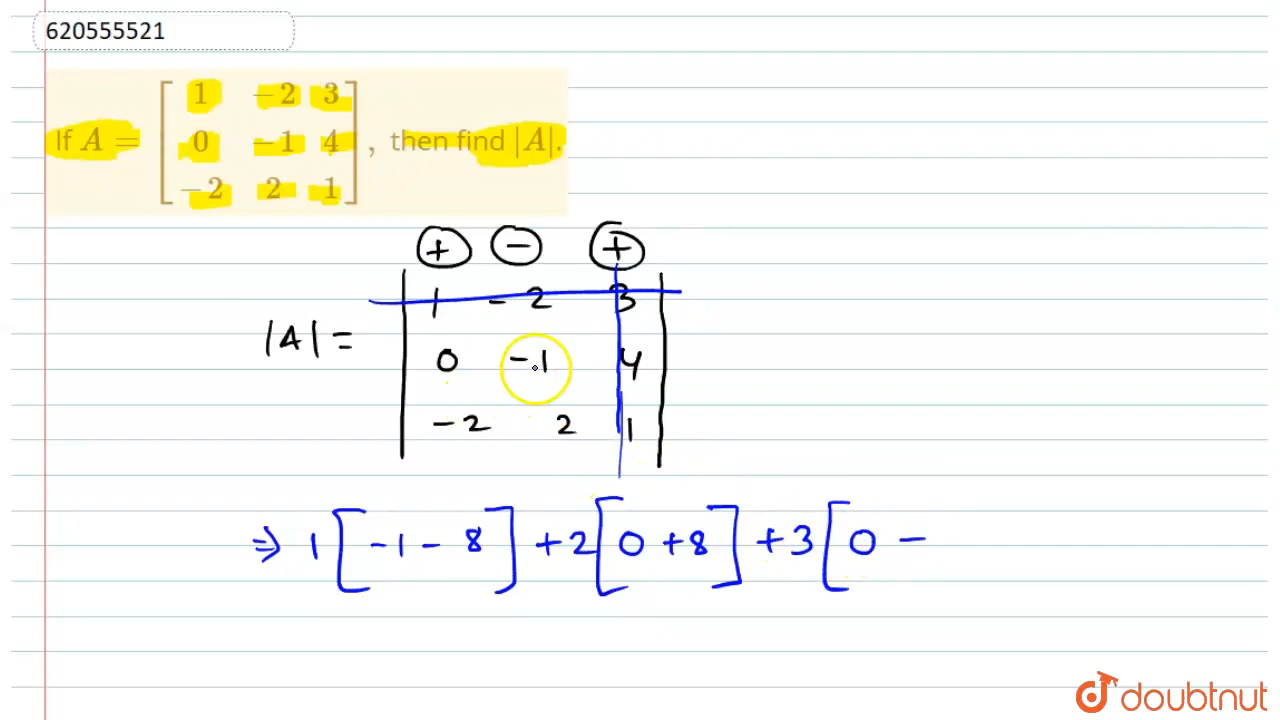 620555521
1 −2 3
If A = 0 −1 4 , then find |A|.
−2 2 1
+ − +
1 - 2 3
|A| = 0 -1 4
-2 2 1
⇒ 1 [ -1 - 8 ] + 2 [ 0 + 8 ] + 3 [ 0 -
doubtnut